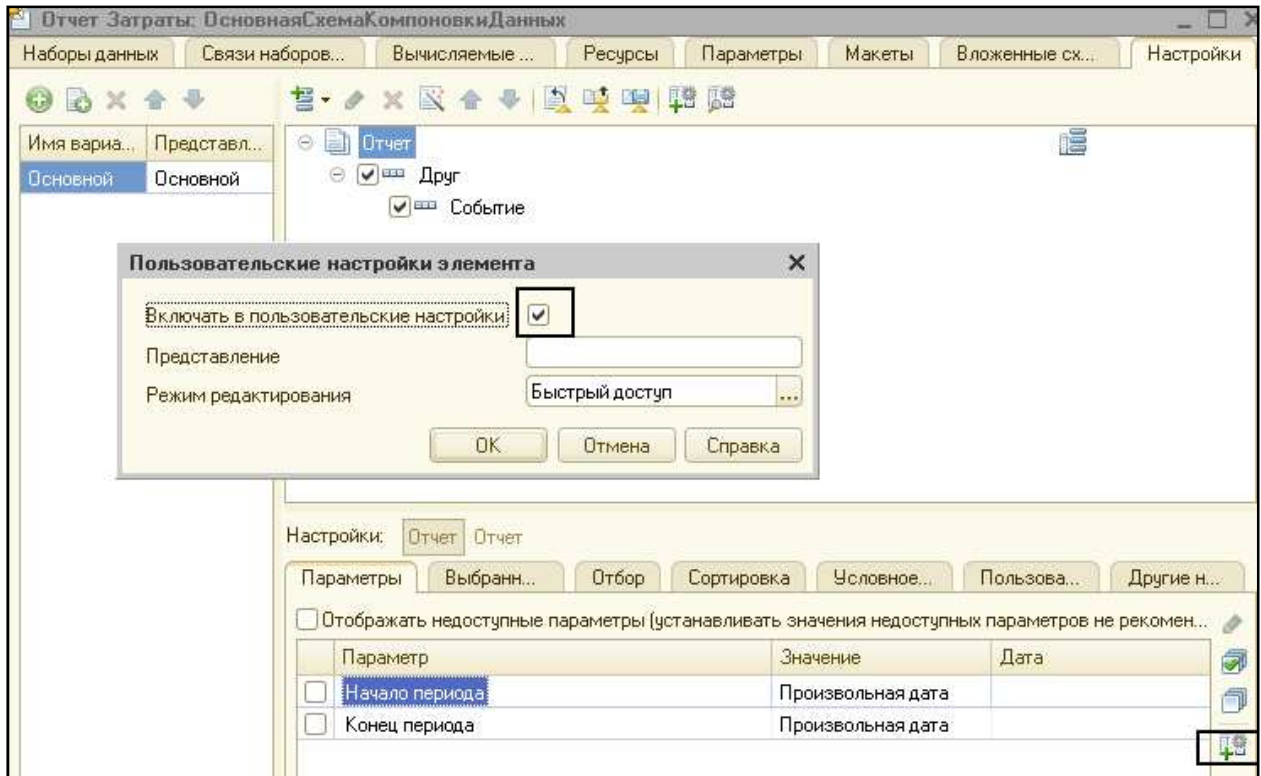 Отчет Затраты: ОсновнаяСхемаКомпоновкиДанных
Наборы данных Связи наборов... Вычисляемые ... Ресурсы Параметры Макеты Вложенные сх... Настройки
Имя вариа... Представл...
Основной Основной
Отчет
Друг
Событие
Пользовательские настройки элемента
Включать в пользовательские настройки
Представление
Режим редактирования Быстрый доступ ...
ОК Отмена Справка
Настройки: Отчет Отчет
Параметры Выбранн... Отбор Сортировка Условное... Пользова... Другие н...
Отображать недоступные параметры (устанавливать значения недоступных параметров не рекомен...
Параметр Значение Дата
Начало периода Произвольная дата
Конец периода Произвольная дата